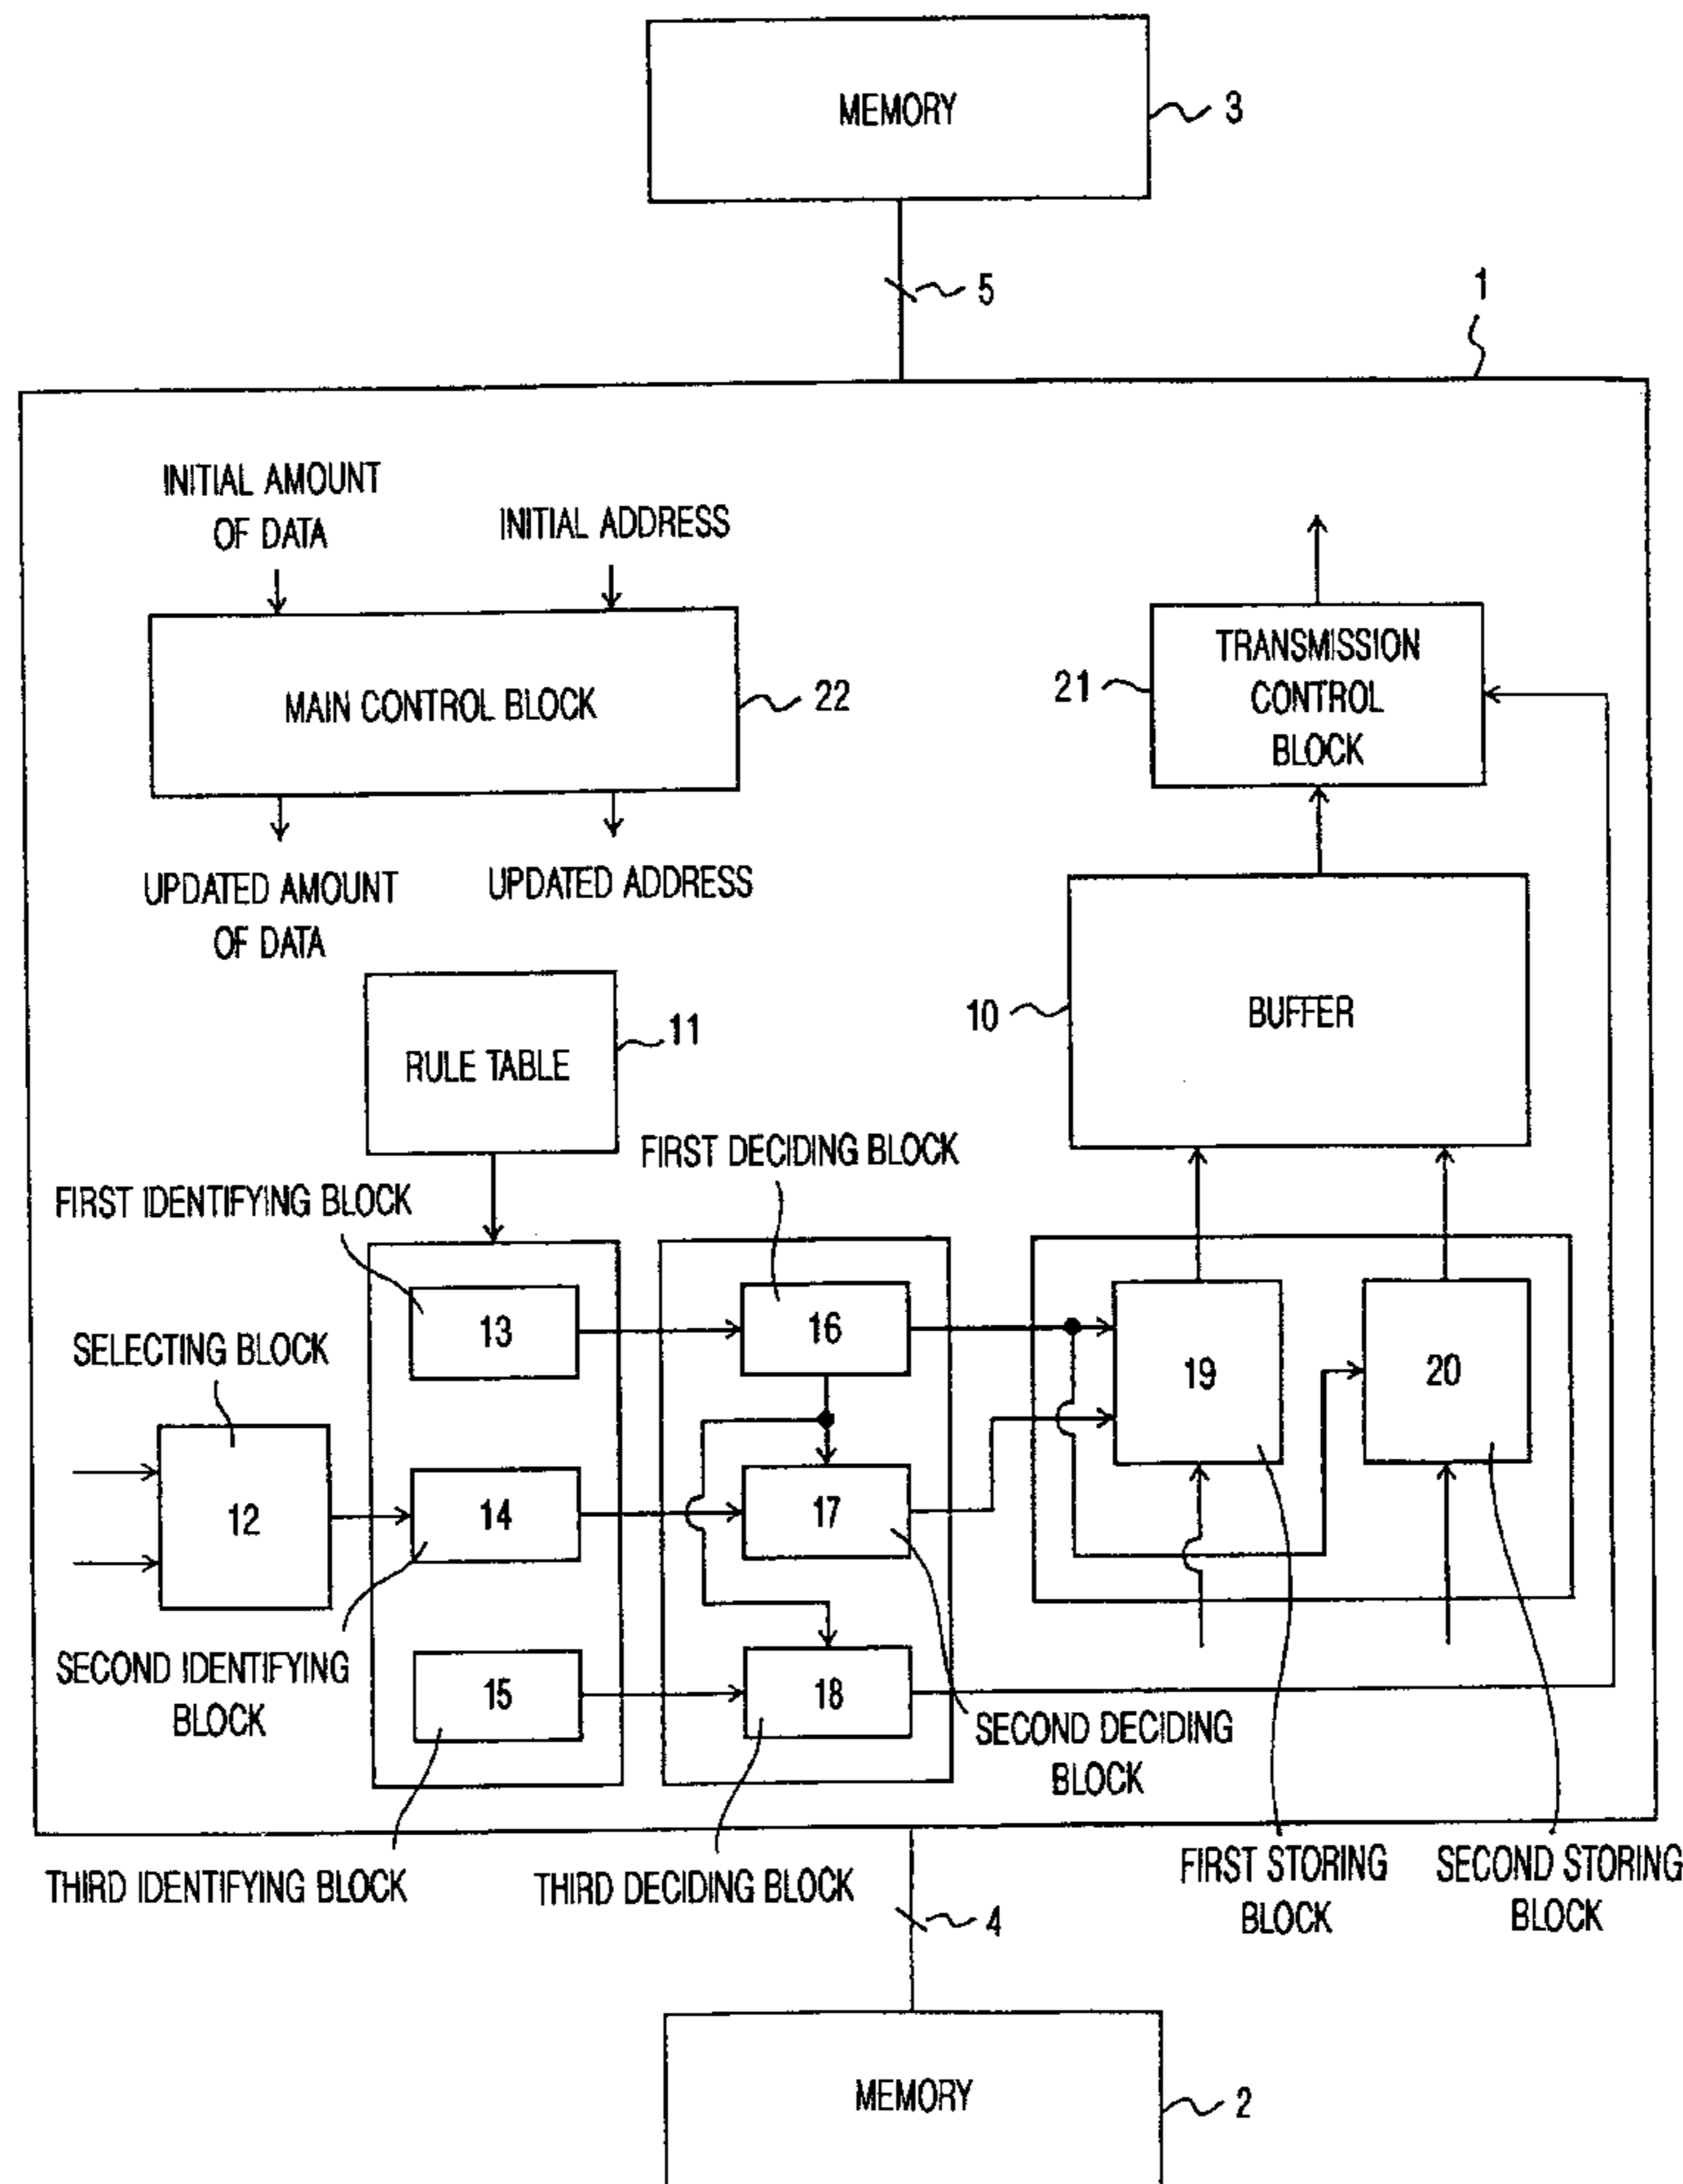 MEMORY
3
5
1
INITIAL AMOUNT
OF DATA
INITIAL ADDRESS
MAIN CONTROL BLOCK
22
UPDATED AMOUNT
OF DATA
UPDATED ADDRESS
TRANSMISSION
CONTROL
BLOCK
21
BUFFER
10
RULE TABLE
11
FIRST DECIDING BLOCK
FIRST IDENTIFYING BLOCK
13
16
19
20
SELECTING BLOCK
12
14
17
SECOND IDENTIFYING
BLOCK
15
18
SECOND DECIDING
BLOCK
THIRD IDENTIFYING BLOCK
THIRD DECIDING BLOCK
FIRST STORING
BLOCK
SECOND STORING
BLOCK
4
MEMORY
2